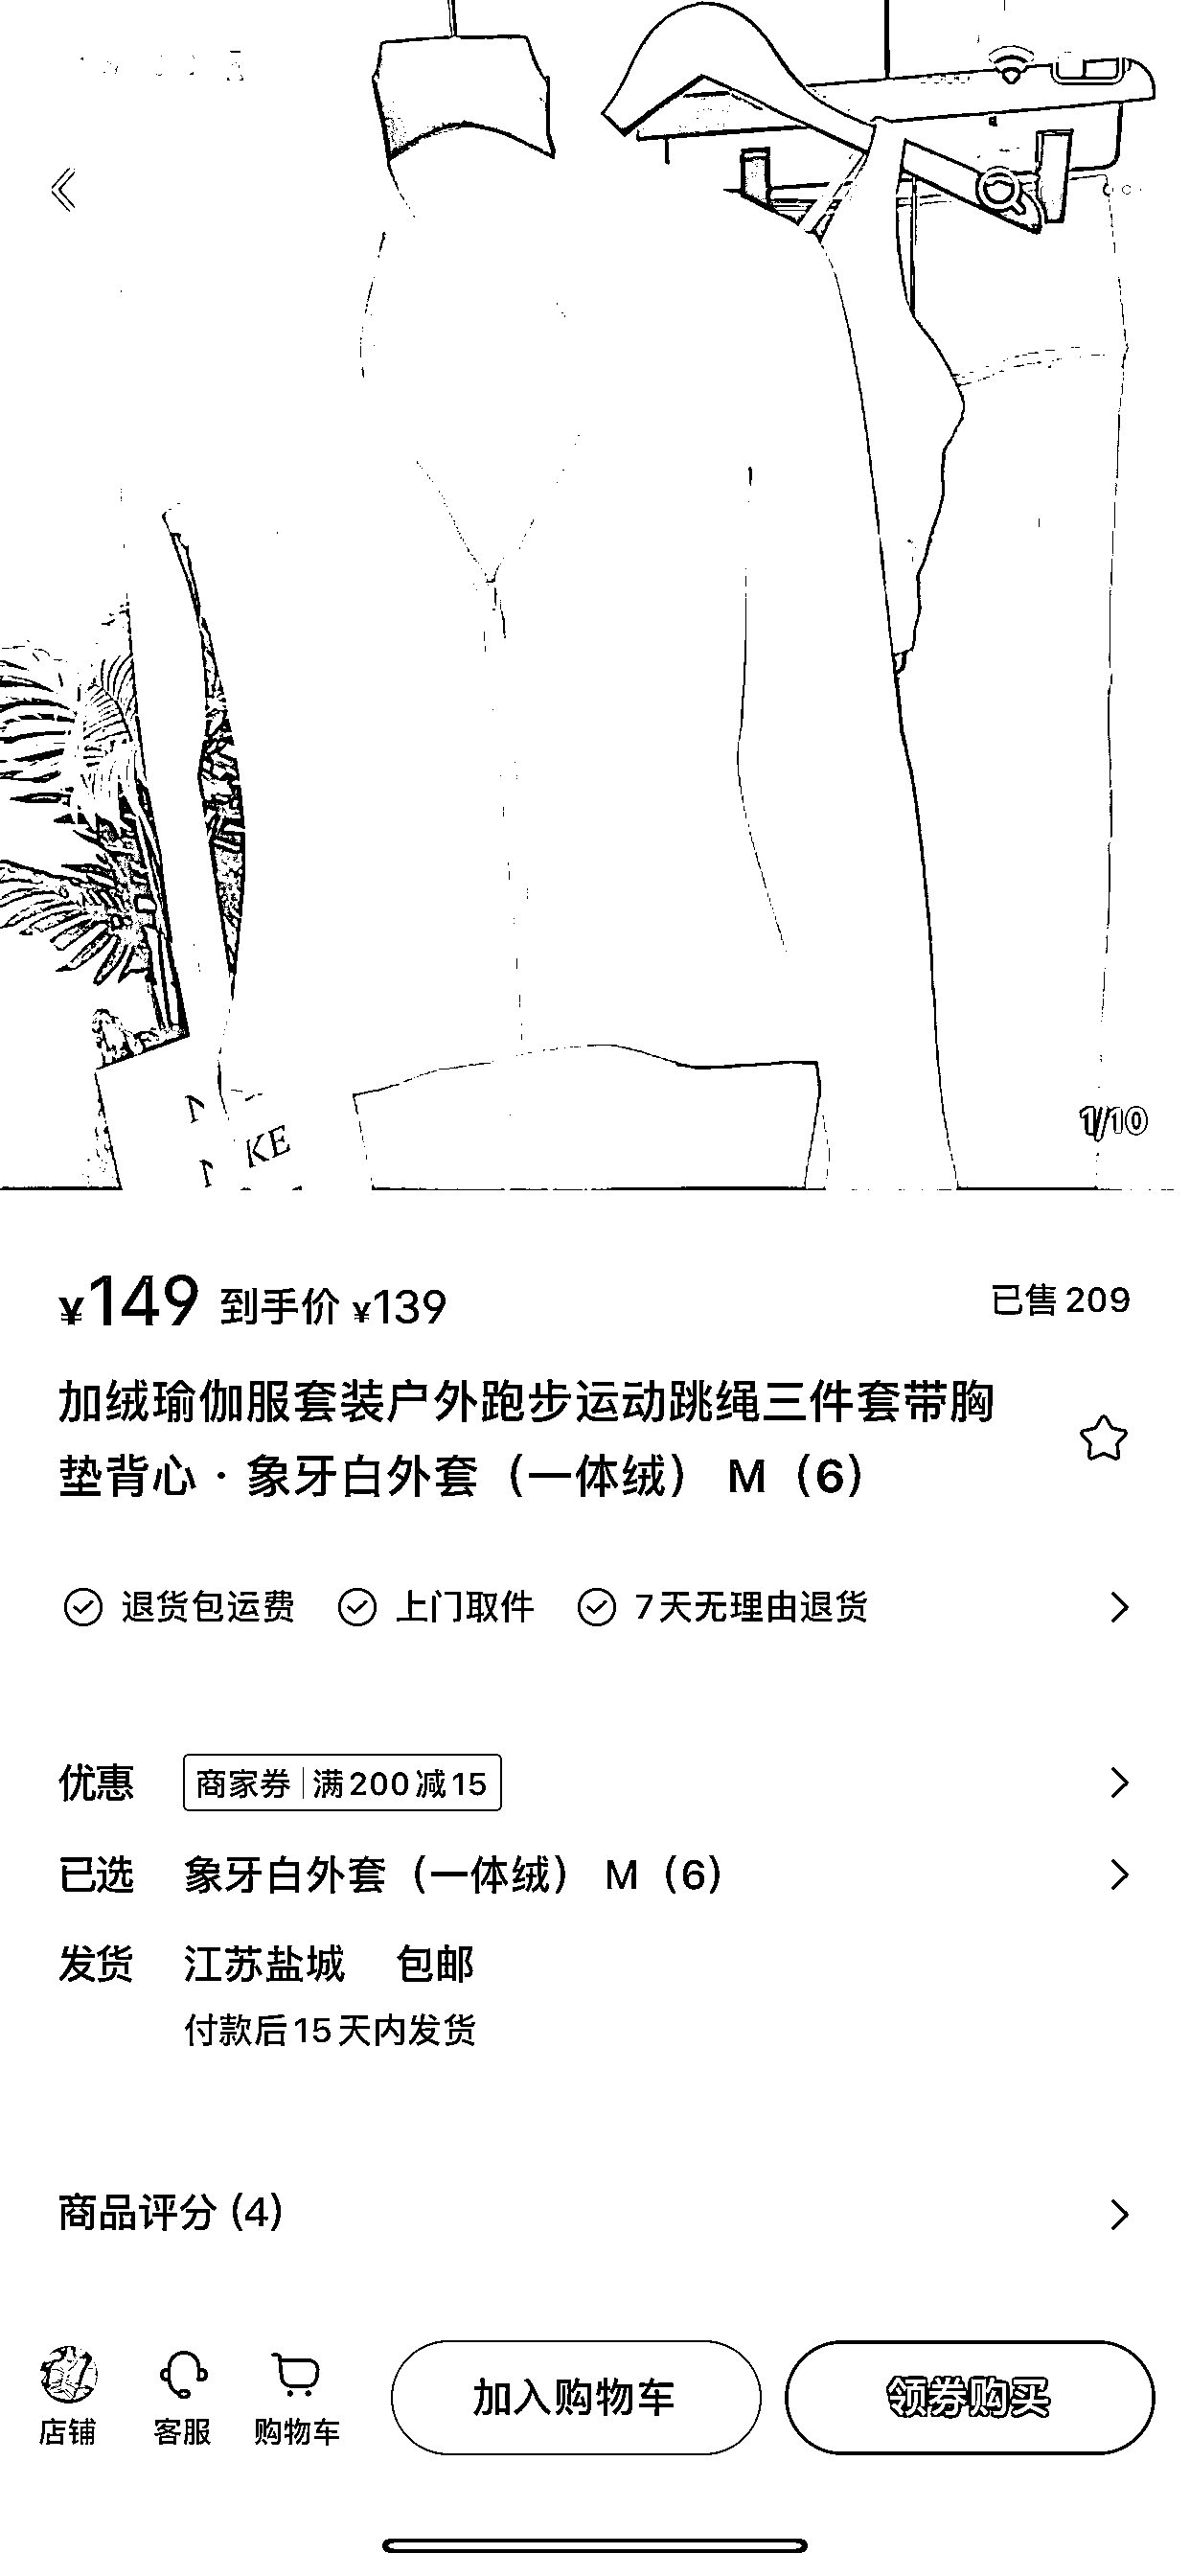 KE
1/10
¥149 到手价 ¥139
已售209
加绒瑜伽服套装户外跑步运动跳绳三件套带胸
垫背心 · 象牙白外套（一体绒） M（6）
退货包运费 上门取件 7天无理由退货
优惠 商家券 满200减15
已选 象牙白外套（一体绒） M（6）
发货 江苏盐城 包邮
付款后15天内发货
商品评分 (4)
店铺 客服 购物车 加入购物车 领券购买